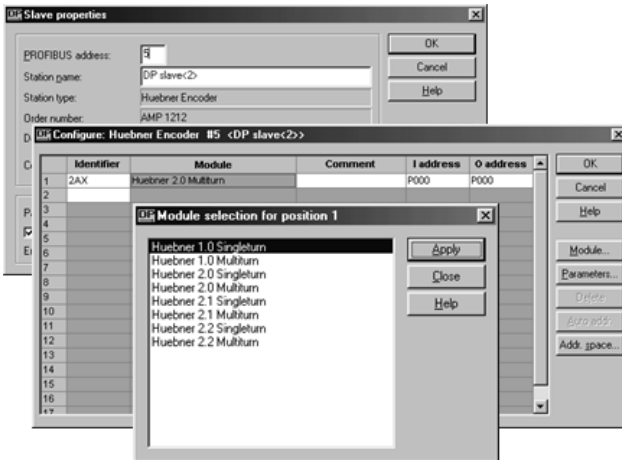 Slave properties
PROFIBUS address: 5
OK
Station name: DP slave<2>
Cancel
Station type: Huebner Encoder
Help
Order number: AMP 1212
Configure: Huebner Encoder #5 <DP slave<2>>
Identifier Module Comment I address O address
1 2AX Huebner 2.0 Multiturn P000 P000
2
3
4
5
6
7
8
9
10
11
12
13
14
15
16
17
OK
Cancel
Help
Module...
Parameters...
Delete
Auto addr.
Addr. space...
Module selection for position 1
Huebner 1.0 Singleturn
Huebner 1.0 Multiturn
Huebner 2.0 Singleturn
Huebner 2.0 Multiturn
Huebner 2.1 Singleturn
Huebner 2.1 Multiturn
Huebner 2.2 Singleturn
Huebner 2.2 Multiturn
Apply
Close
Help